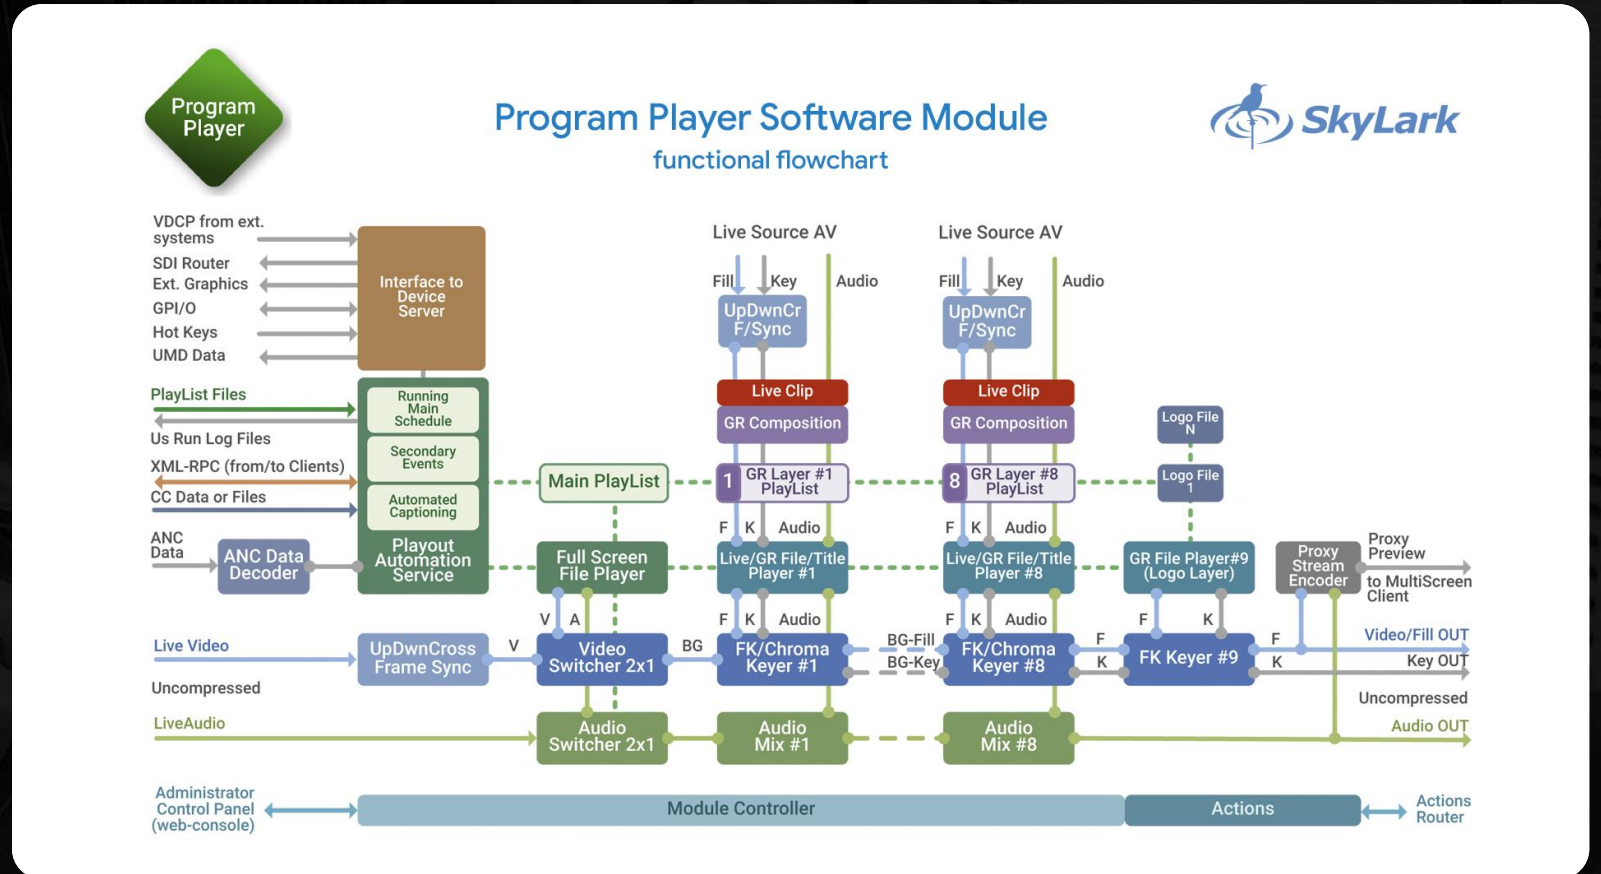 Program
Player
Program Player Software Module
functional flowchart
SkyLark
VDCP from ext.
systems
SDI Router
Ext. Graphics
GPI/O
Hot Keys
UMD Data
Interface to
Device
Server
PlayList Files
Us Run Log Files
XML-RPC (from/to Clients)
CC Data or Files
ANC
Data
ANC Data
Decoder
Running
Main
Schedule
Secondary
Events
Automated
Captioning
Playout
Automation
Service
Main PlayList
Full Screen
File Player
Live Source AV
Fill
Key
Audio
UpDwnCr
F/Sync
Live Clip
GR Composition
1
GR Layer #1
PlayList
F
K
Audio
Live/GR File/Title
Player #1
F
K
Audio
Live Source AV
Fill
Key
Audio
UpDwnCr
F/Sync
Live Clip
GR Composition
8
GR Layer #8
PlayList
F
K
Audio
Live/GR File/Title
Player #8
F
K
Audio
Logo File
N
Logo File
1
GR File Player#9
(Logo Layer)
F
K
Proxy
Stream
Encoder
Proxy
Preview
to MultiScreen
Client
Live Video
Uncompressed
UpDwnCross
Frame Sync
V
V
A
Video
Switcher 2x1
BG
FK/Chroma
Keyer #1
BG-Fill
BG-Key
FK/Chroma
Keyer #8
F
K
FK Keyer #9
F
K
Video/Fill OUT
Key OUT
Uncompressed
LiveAudio
Audio
Switcher 2x1
Audio
Mix #1
Audio
Mix #8
Audio OUT
Administrator
Control Panel
(web-console)
Module Controller
Actions
Actions
Router